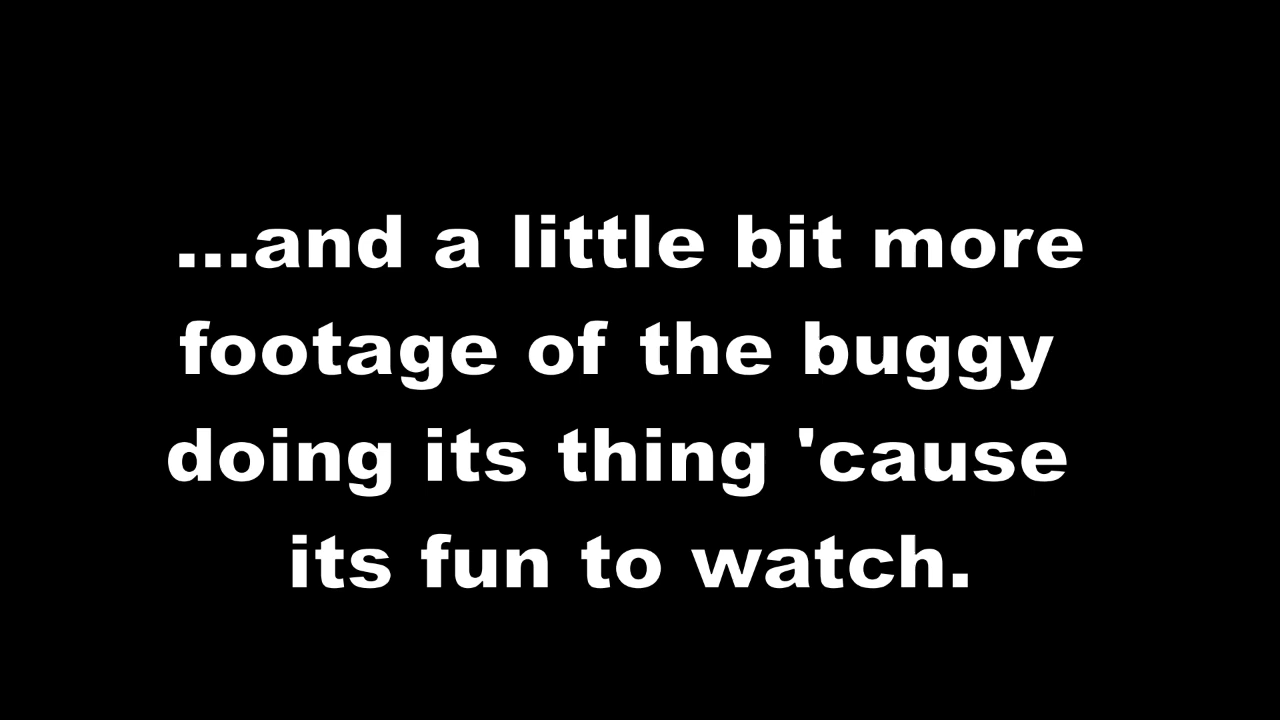 ...and a little bit more
footage of the buggy
doing its thing 'cause
its fun to watch.